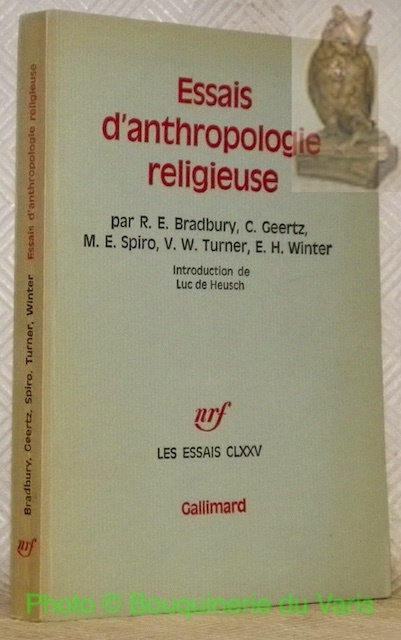 Essais
d'anthropologie
religieuse
par R. E. Bradbury, C. Geertz,
M. E. Spiro, V. W. Turner, E. H. Winter
Introduction de
Luc de Heusch
nrf
LES ESSAIS CLXXV
Gallimard
Bradbury, Geertz, Spiro, Turner, Winter Essais d'anthropologie religieuse
nrf
Photo © Bouquinerie du Varis